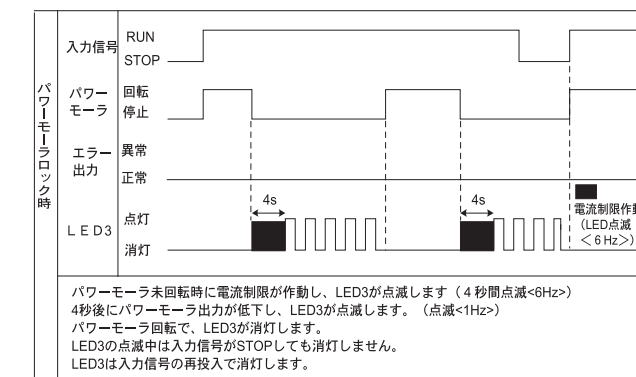 パワーモーラロック時
入力信号
RUN
STOP
パワー
モーラ
回転
停止
エラー
出力
異常
正常
4s
4s
LED3
点灯
消灯
電流制限作動
(LED点滅
＜6 Hz＞)
パワーモーラ未回転時に電流制限が作動し、LED3が点滅します（4秒間点滅<6Hz>）
4秒後にパワーモーラ出力が低下し、LED3が点滅します。（点滅<1Hz>）
パワーモーラ回転で、LED3が消灯します。
LED3の点滅中は入力信号がSTOPしても消灯しません。
LED3は入力信号の再投入で消灯します。